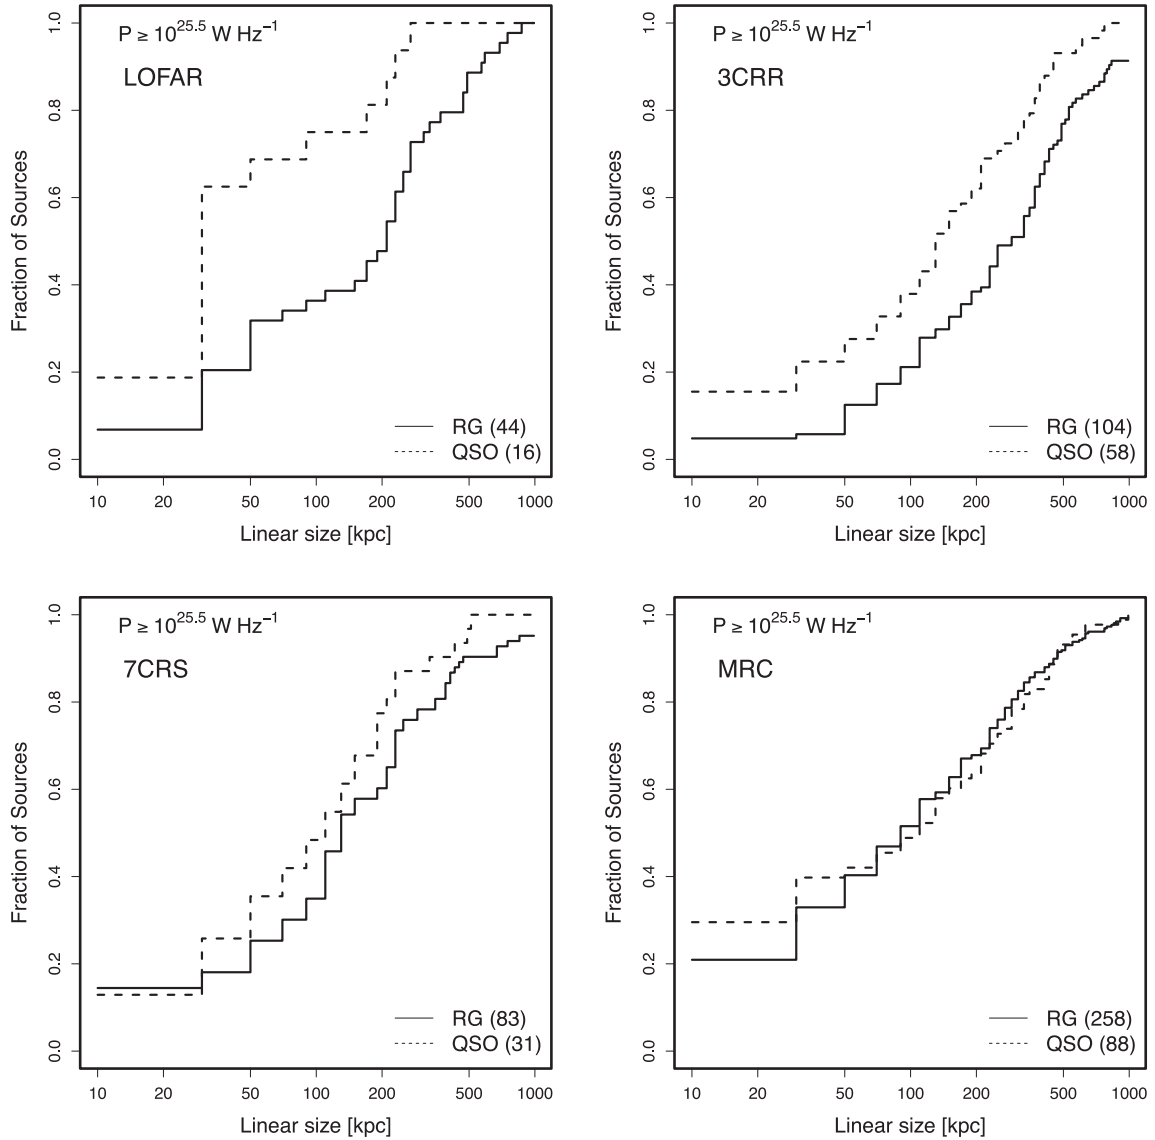 P ≥ 10^25.5 W Hz^−1
LOFAR
Fraction of Sources
1.0
0.8
0.6
0.4
0.2
0.0
RG (44)
QSO (16)
10 20 50 100 200 500 1000
Linear size [kpc]
P ≥ 10^25.5 W Hz^−1
3CRR
Fraction of Sources
1.0
0.8
0.6
0.4
0.2
0.0
RG (104)
QSO (58)
10 20 50 100 200 500 1000
Linear size [kpc]
P ≥ 10^25.5 W Hz^−1
7CRS
Fraction of Sources
1.0
0.8
0.6
0.4
0.2
0.0
RG (83)
QSO (31)
10 20 50 100 200 500 1000
Linear size [kpc]
P ≥ 10^25.5 W Hz^−1
MRC
Fraction of Sources
1.0
0.8
0.6
0.4
0.2
0.0
RG (258)
QSO (88)
10 20 50 100 200 500 1000
Linear size [kpc]